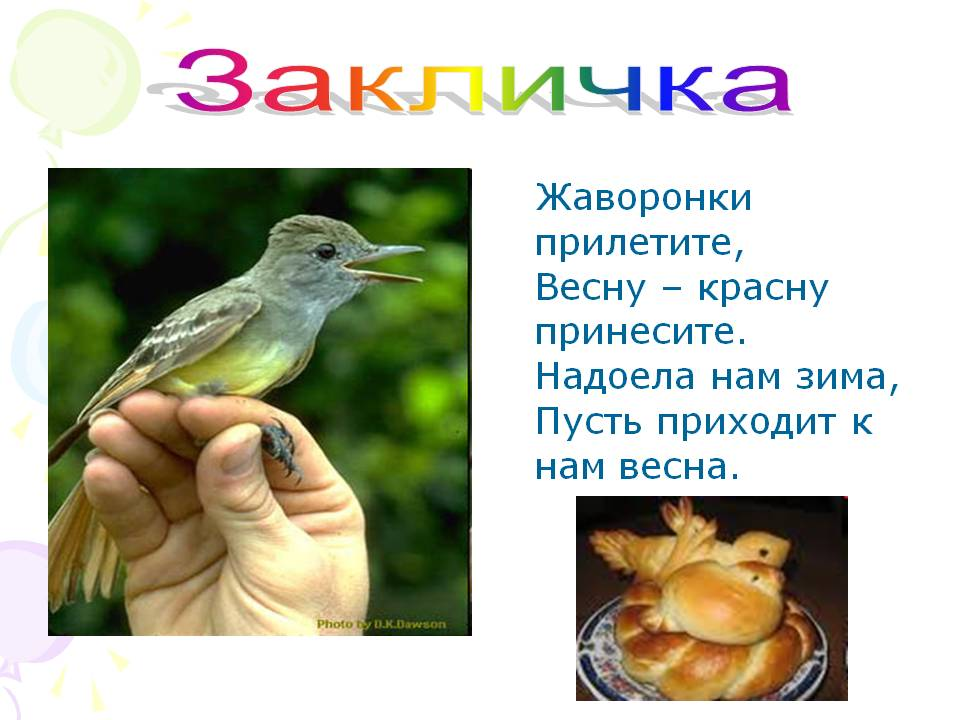 Закличка
Жаворонки
прилетите,
Весну – красну
принесите.
Надоела нам зима,
Пусть приходит к
нам весна.
Photo by D.K.Dawson